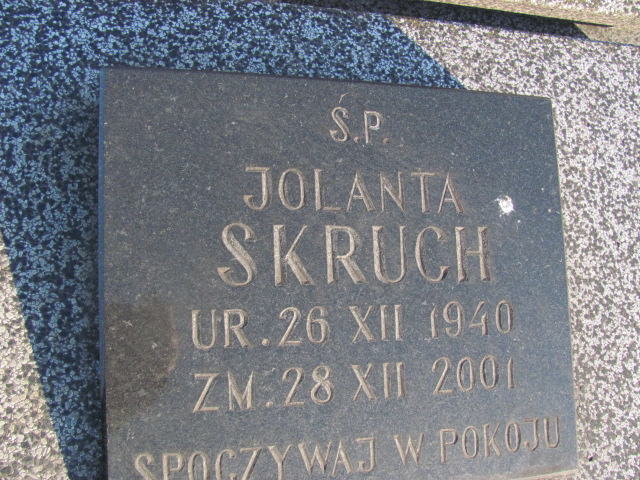 Ś.P.
JOLANTA
SKRUCH
UR. 26 XII 1940
ZM. 28 XII 2001
SPOCZYWAJ W POKOJU